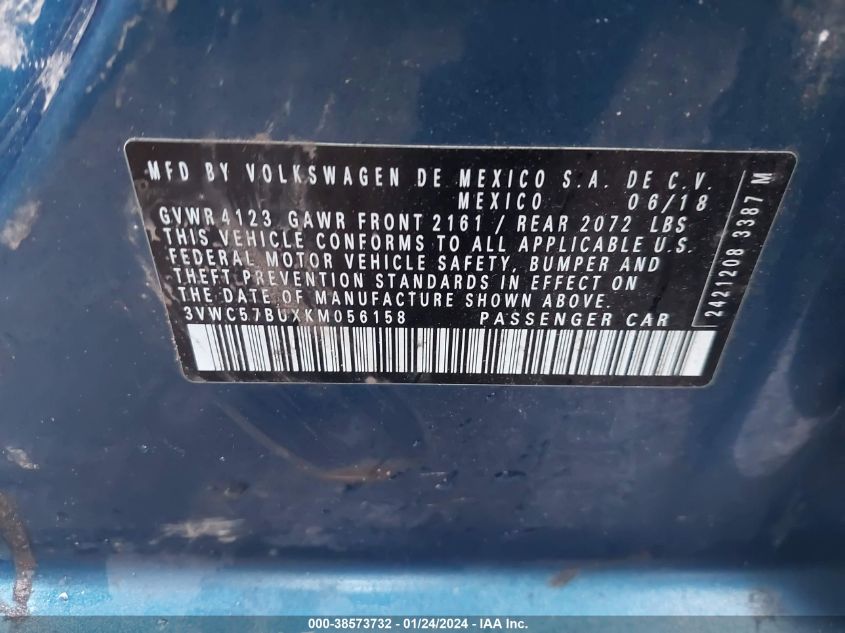 MFD BY VOLKSWAGEN DE MEXICO S.A. DE C.V.
MEXICO 06/18
GVWR 4123 GAWR FRONT 2161 / REAR 2072 LBS
THIS VEHICLE CONFORMS TO ALL APPLICABLE U.S.
FEDERAL MOTOR VEHICLE SAFETY, BUMPER AND
THEFT PREVENTION STANDARDS IN EFFECT ON
THE DATE OF MANUFACTURE SHOWN ABOVE.
3VWC57BUXKM056158 PASSENGER CAR
2421208 3387 M
000-38573732 - 01/24/2024 - IAA Inc.